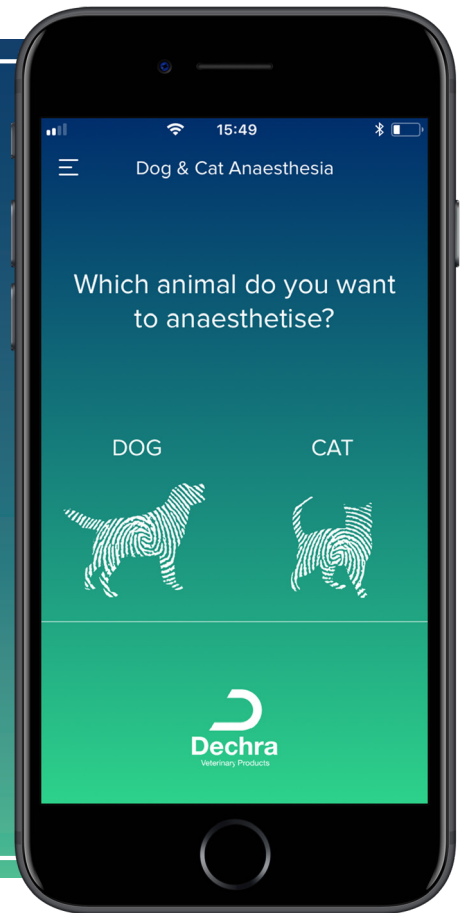 15:49
Dog & Cat Anaesthesia
Which animal do you want
to anaesthetise?
DOG
CAT
Dechra
Veterinary Products